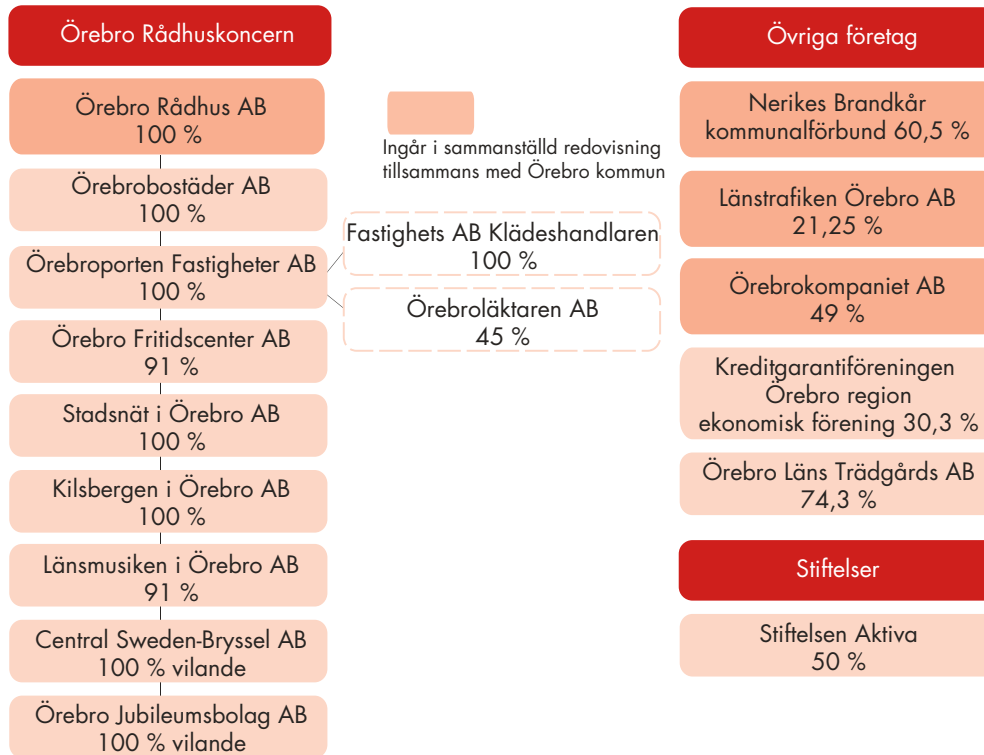 Örebro Rådhuskoncern
Örebro Rådhus AB
100 %
Örebrobostäder AB
100 %
Örebroporten Fastigheter AB
100 %
Örebro Fritidscenter AB
91 %
Stadsnät i Örebro AB
100 %
Kilsbergen i Örebro AB
100 %
Länsmusiken i Örebro AB
91 %
Central Sweden-Bryssel AB
100 % vilande
Örebro Jubileumsbolag AB
100 % vilande
Ingår i sammanställd redovisning
tillsammans med Örebro kommun
Fastighets AB Klädeshandlaren
100 %
Örebroläktaren AB
45 %
Övriga företag
Nerikes Brandkår
kommunalförbund 60,5 %
Länstrafiken Örebro AB
21,25 %
Örebrokompaniet AB
49 %
Kreditgarantiföreningen
Örebro region
ekonomisk förening 30,3 %
Örebro Läns Trädgårds AB
74,3 %
Stiftelser
Stiftelsen Aktiva
50 %